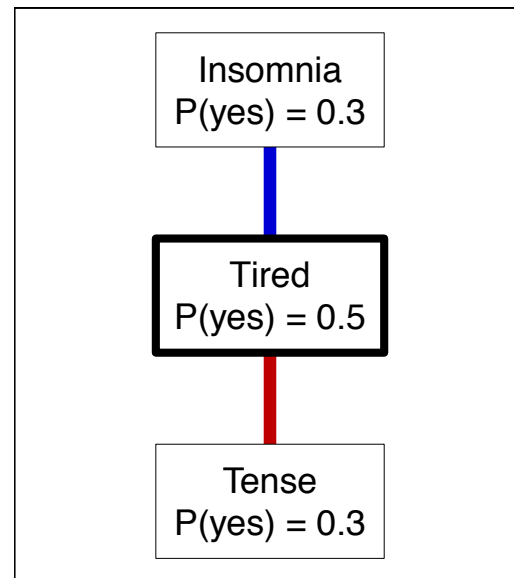 Insomnia
P(yes) = 0.3
Tired
P(yes) = 0.5
Tense
P(yes) = 0.3